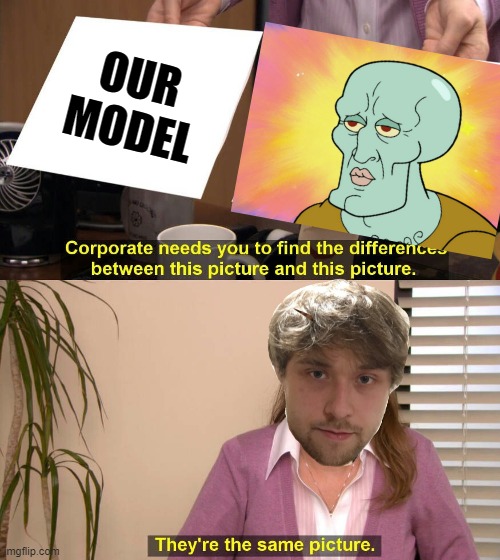 OUR
MODEL
Corporate needs you to find the differences
between this picture and this picture.
They're the same picture.
imgflip.com